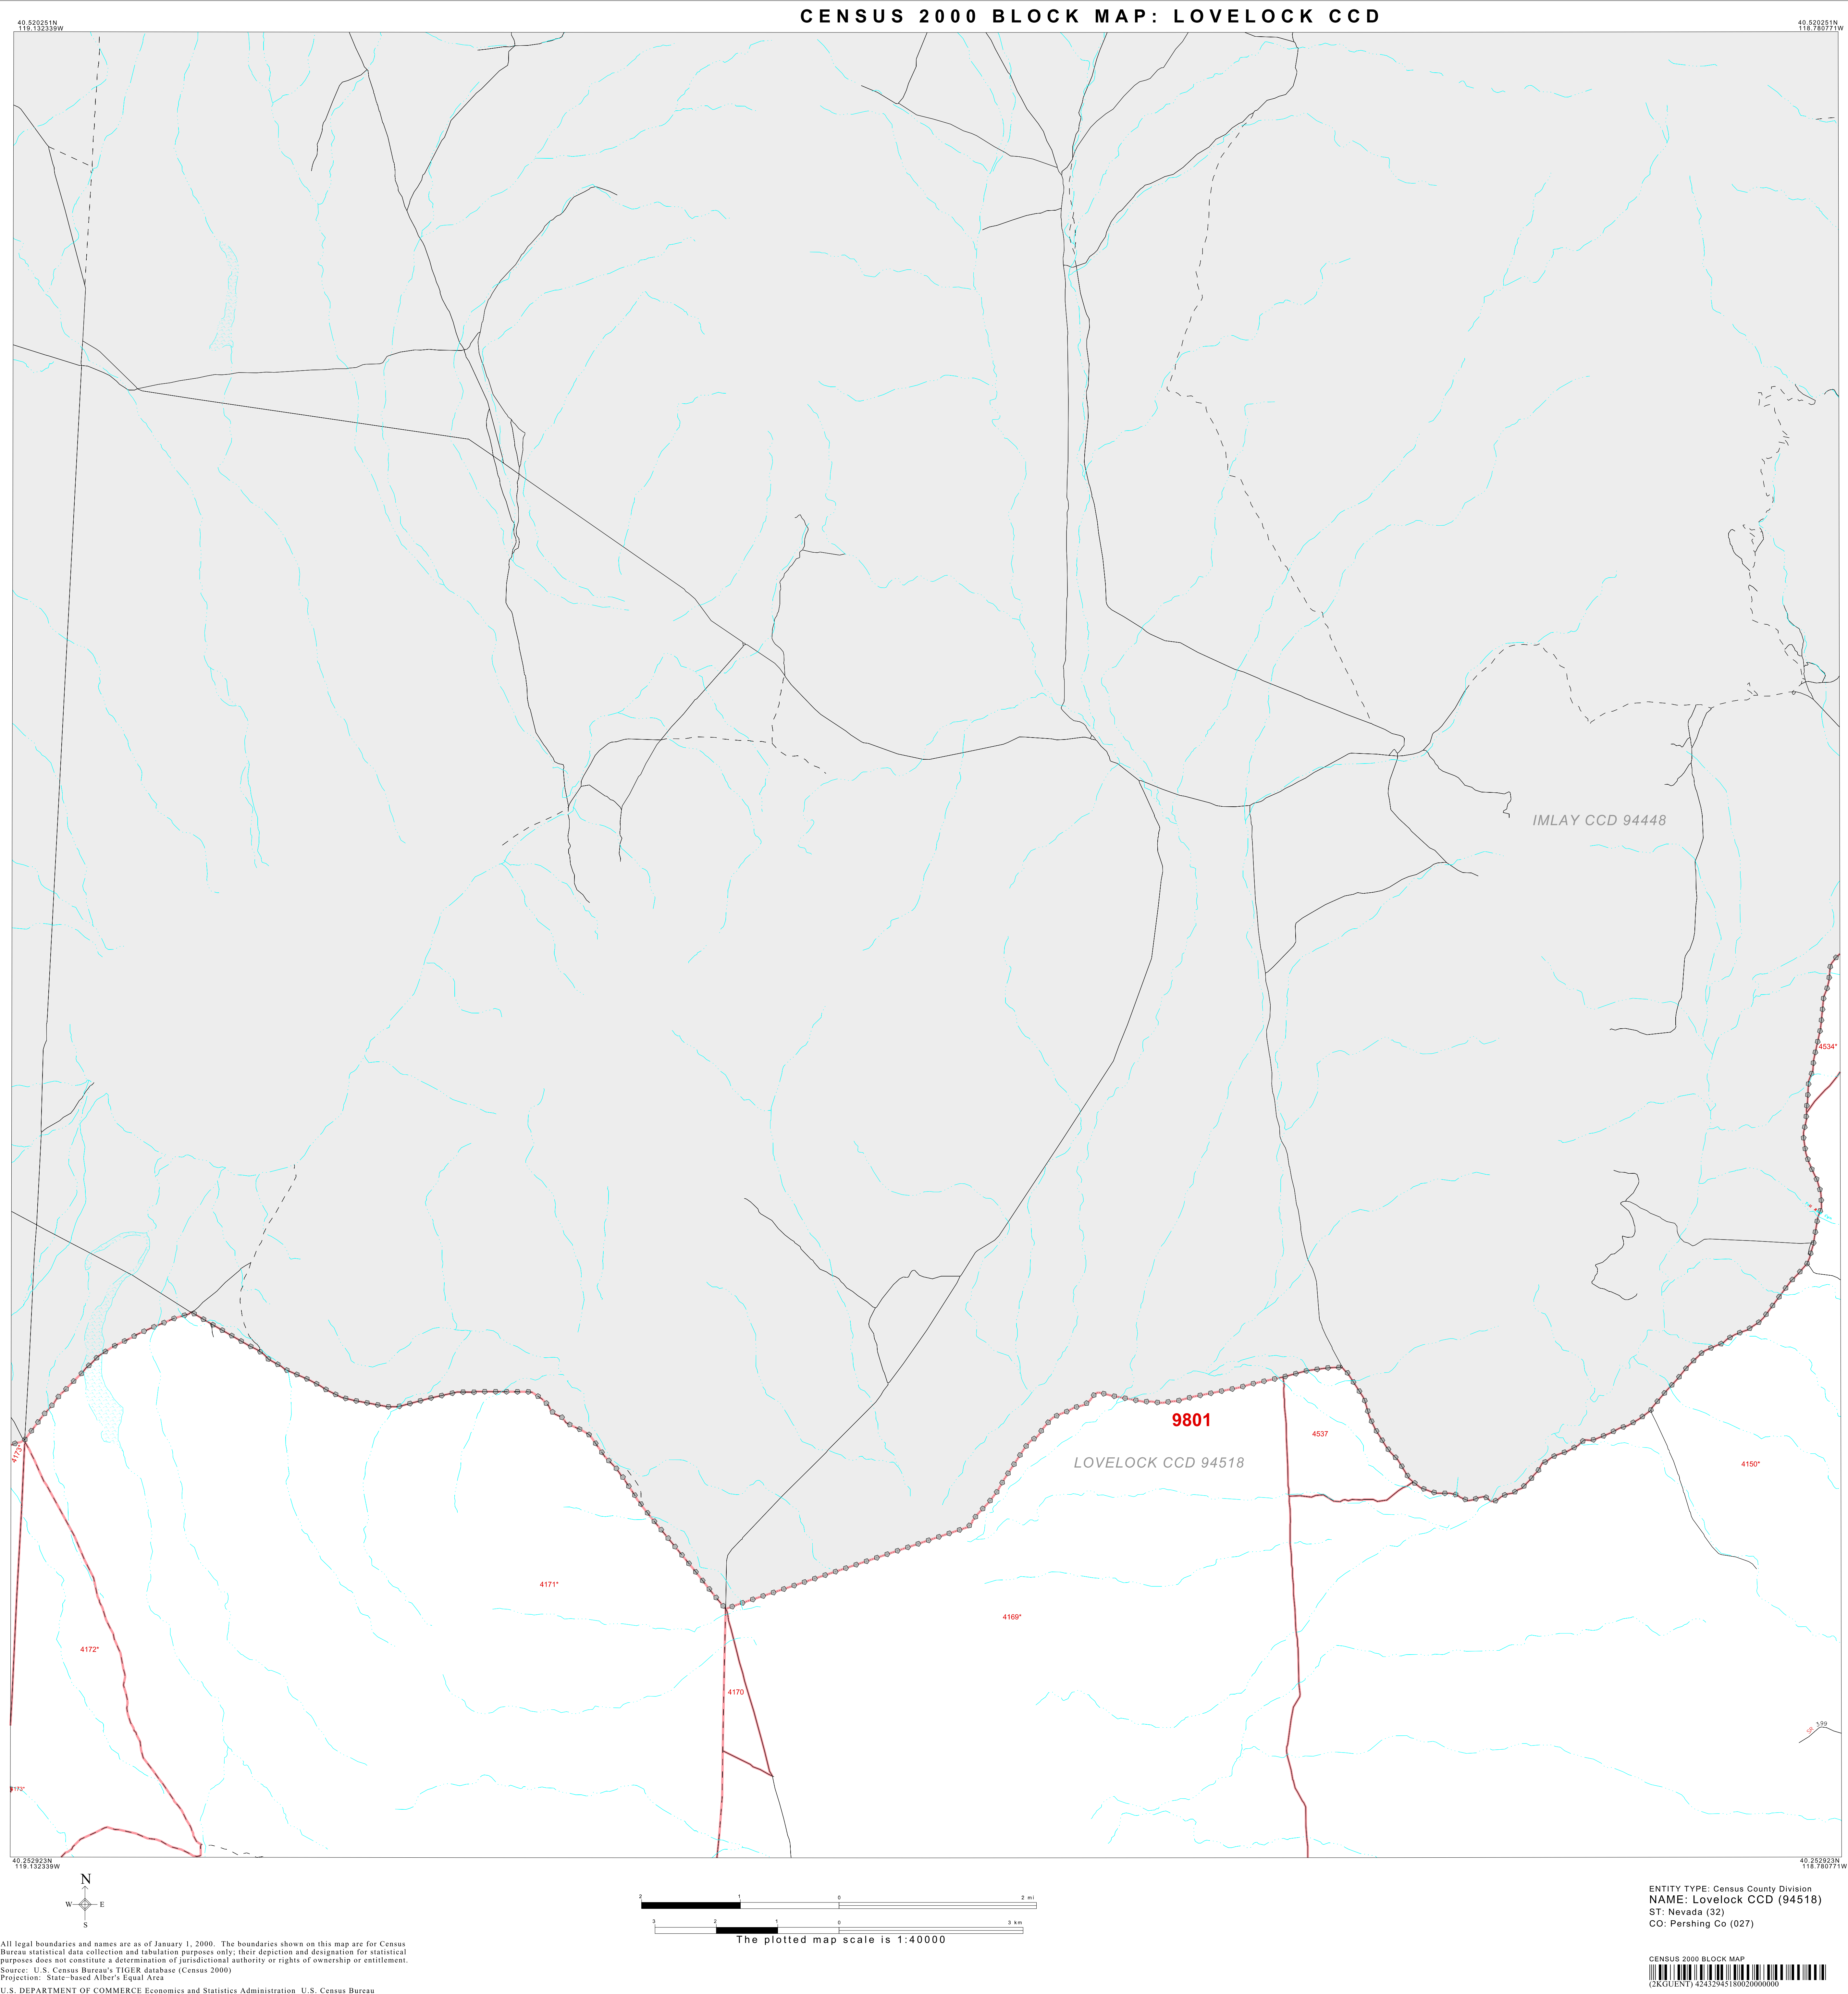 CENSUS 2000 BLOCK MAP: LOVELOCK CCD
40.520251N
119.132339W
40.520251N
118.780771W
IMLAY CCD 94448
4534*
9801
4537
LOVELOCK CCD 94518
4150*
4173*
4171*
4169*
4172*
4170
SR 399
4173*
40.252923N
119.132339W
40.252923N
118.780771W
N
W E
S
2 1 0 2 mi
3 2 1 0 3 km
The plotted map scale is 1:40000
ENTITY TYPE: Census County Division
NAME: Lovelock CCD (94518)
ST: Nevada (32)
CO: Pershing Co (027)
All legal boundaries and names are as of January 1, 2000. The boundaries shown on this map are for Census
Bureau statistical data collection and tabulation purposes only; their depiction and designation for statistical
purposes does not constitute a determination of jurisdictional authority or rights of ownership or entitlement.
Source: U.S. Census Bureau's TIGER database (Census 2000)
Projection: State-based Alber's Equal Area
U.S. DEPARTMENT OF COMMERCE Economics and Statistics Administration U.S. Census Bureau
CENSUS 2000 BLOCK MAP
(2KGUENT) 42432945180020000000